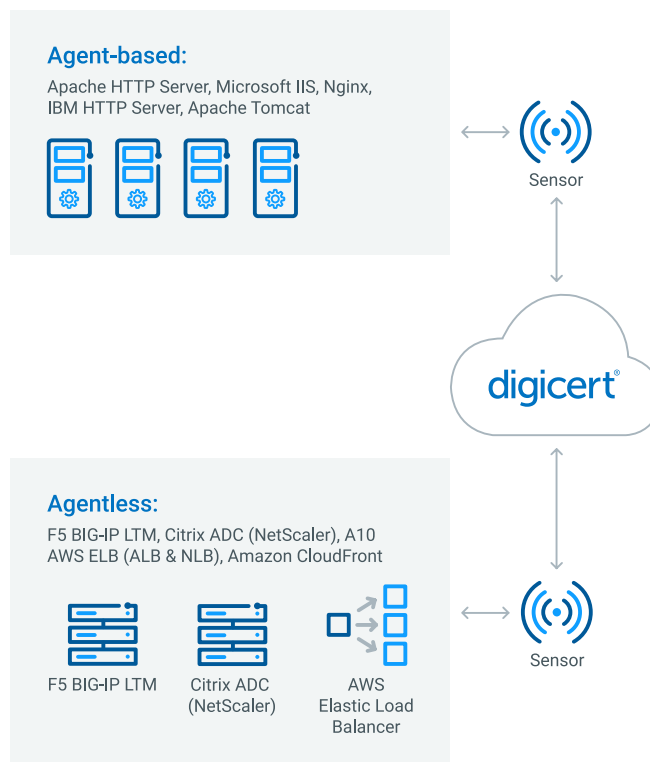 Agent-based:
Apache HTTP Server, Microsoft IIS, Nginx,
IBM HTTP Server, Apache Tomcat
Sensor
digicert®
Agentless:
F5 BIG-IP LTM, Citrix ADC (NetScaler), A10
AWS ELB (ALB & NLB), Amazon CloudFront
F5 BIG-IP LTM
Citrix ADC
(NetScaler)
AWS
Elastic Load
Balancer
Sensor